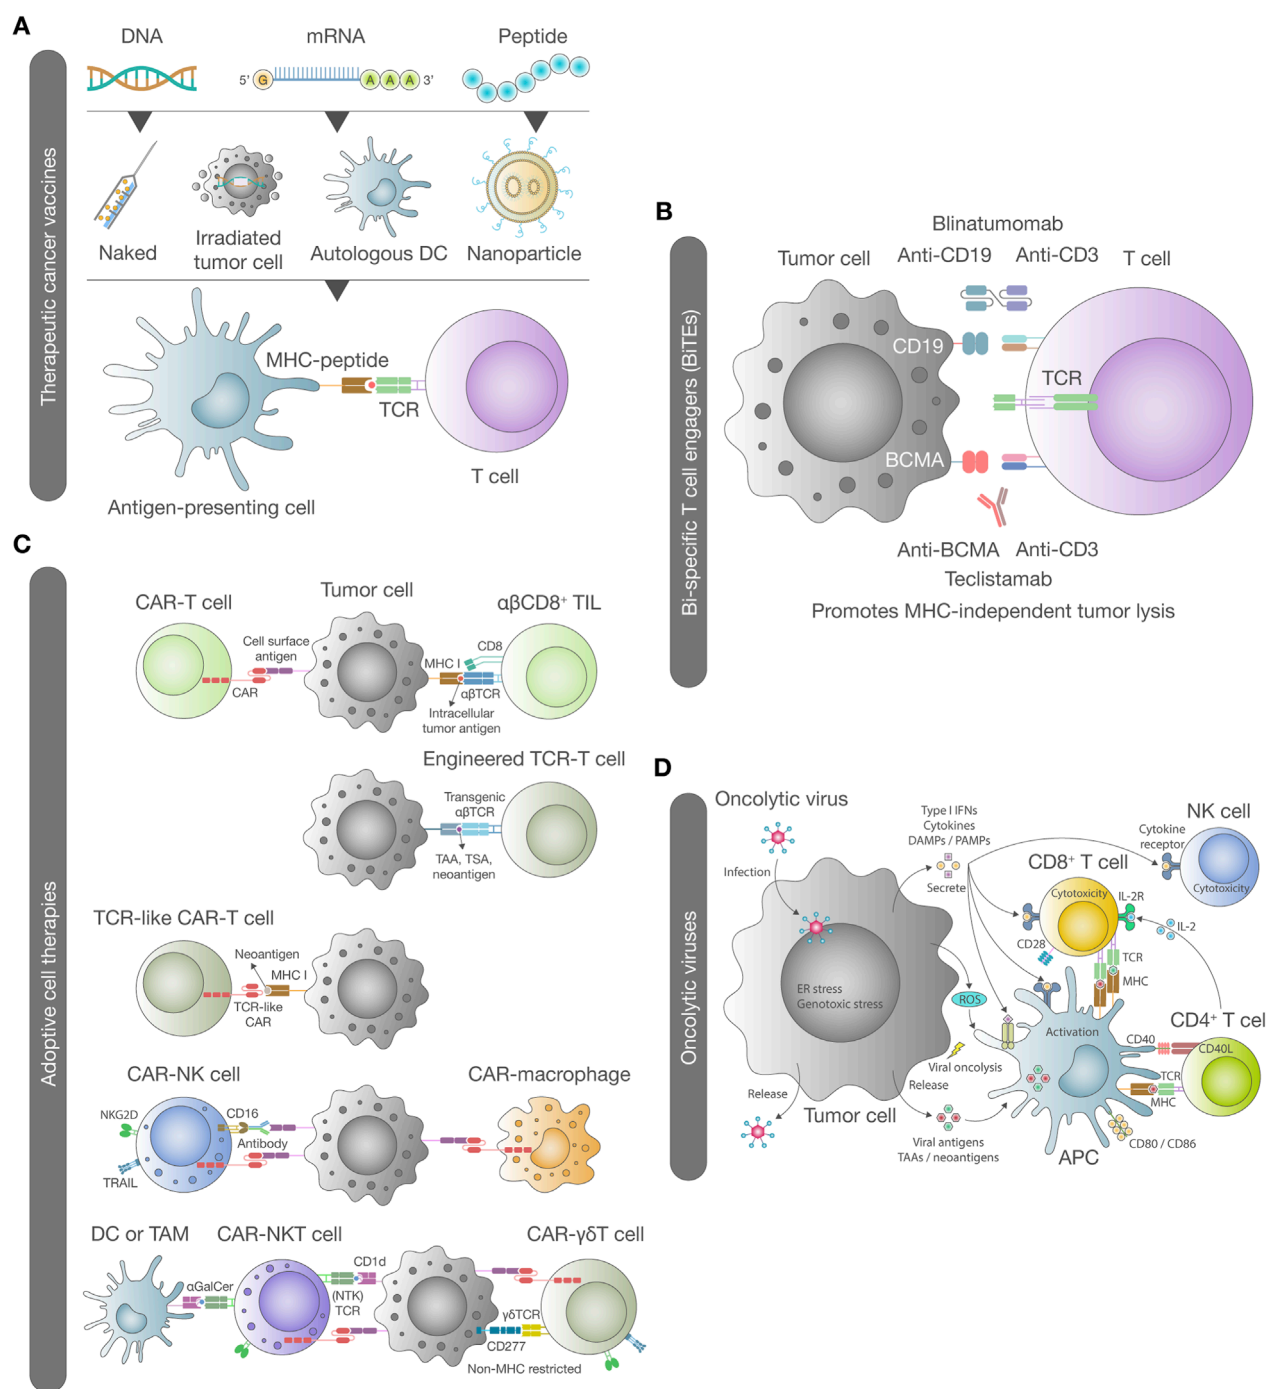 A
Therapeutic cancer vaccines
DNA
mRNA
Peptide
5'
G
A
A
A
3'
Naked
Irradiated
tumor cell
Autologous DC
Nanoparticle
MHC-peptide
TCR
T cell
Antigen-presenting cell
B
Bi-specific T cell engagers (BiTEs)
Blinatumomab
Tumor cell
Anti-CD19
Anti-CD3
T cell
CD19
TCR
BCMA
Anti-BCMA
Anti-CD3
Teclistamab
Promotes MHC-independent tumor lysis
C
Adoptive cell therapies
CAR-T cell
Tumor cell
αβCD8⁺ TIL
Cell surface
antigen
CAR
CD8
MHC I
αβTCR
Intracellular
tumor antigen
Engineered TCR-T cell
Transgenic
αβTCR
TAA, TSA,
neoantigen
TCR-like CAR-T cell
Neoantigen
MHC I
TCR-like
CAR
CAR-NK cell
CAR-macrophage
NKG2D
CD16
Antibody
TRAIL
DC or TAM
CAR-NKT cell
CAR-γδT cell
αGalCer
CD1d
(NTK)
TCR
γδTCR
CD277
Non-MHC restricted
D
Oncolytic viruses
Oncolytic virus
Type I IFNs
Cytokines
DAMPs / PAMPs
NK cell
Cytokine
receptor
Cytotoxicity
Infection
Secrete
CD8⁺ T cell
Cytotoxicity
IL-2R
IL-2
CD28
TCR
MHC
ER stress
Genotoxic stress
ROS
Activation
CD4⁺ T cel
CD40
CD40L
Viral oncolysis
TCR
MHC
Release
Release
Tumor cell
Viral antigens
TAAs / neoantigens
CD80 / CD86
APC